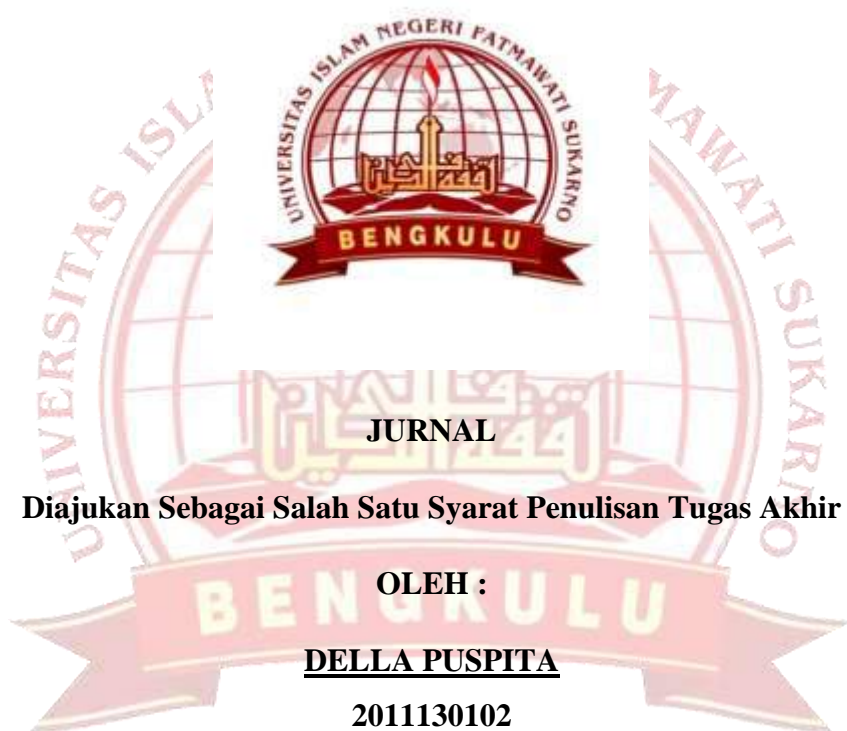 UNIVERSITAS ISLAM NEGERI FATMAWATI SUKARNO
BENGKULU
JURNAL
Diajukan Sebagai Salah Satu Syarat Penulisan Tugas Akhir
OLEH :
DELLA PUSPITA
2011130102